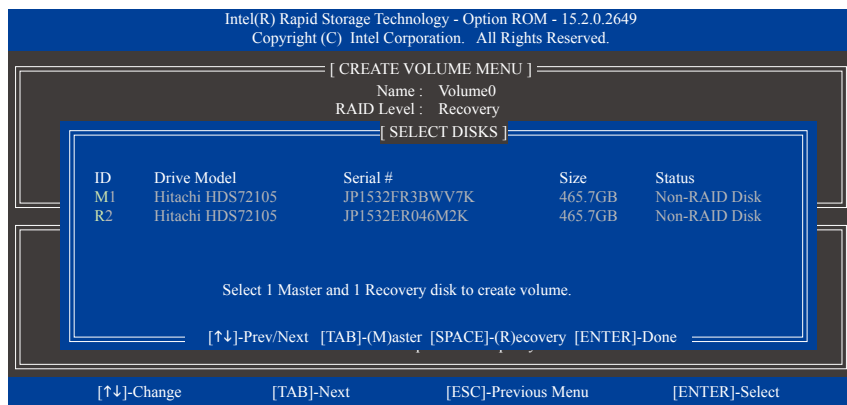 Intel(R) Rapid Storage Technology - Option ROM - 15.2.0.2649
Copyright (C) Intel Corporation. All Rights Reserved.
[ CREATE VOLUME MENU ]
Name : Volume0
RAID Level : Recovery
[ SELECT DISKS ]
ID Drive Model Serial # Size Status
M1 Hitachi HDS72105 JP1532FR3BWV7K 465.7GB Non-RAID Disk
R2 Hitachi HDS72105 JP1532ER046M2K 465.7GB Non-RAID Disk
Select 1 Master and 1 Recovery disk to create volume.
[↑↓]-Prev/Next [TAB]-(M)aster [SPACE]-(R)ecovery [ENTER]-Done
[↑↓]-Change [TAB]-Next [ESC]-Previous Menu [ENTER]-Select